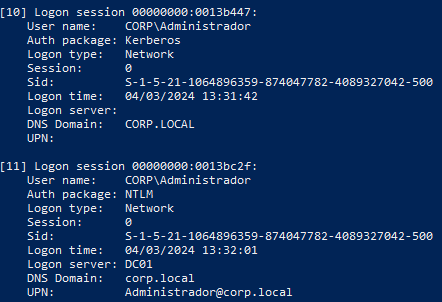 [10] Logon session 00000000:0013b447:
    User name:    CORP\Administrador
    Auth package: Kerberos
    Logon type:   Network
    Session:      0
    Sid:          S-1-5-21-1064896359-874047782-4089327042-500
    Logon time:   04/03/2024 13:31:42
    Logon server:
    DNS Domain:   CORP.LOCAL
    UPN:

[11] Logon session 00000000:0013bc2f:
    User name:    CORP\Administrador
    Auth package: NTLM
    Logon type:   Network
    Session:      0
    Sid:          S-1-5-21-1064896359-874047782-4089327042-500
    Logon time:   04/03/2024 13:32:01
    Logon server: DC01
    DNS Domain:   corp.local
    UPN:          Administrador@corp.local